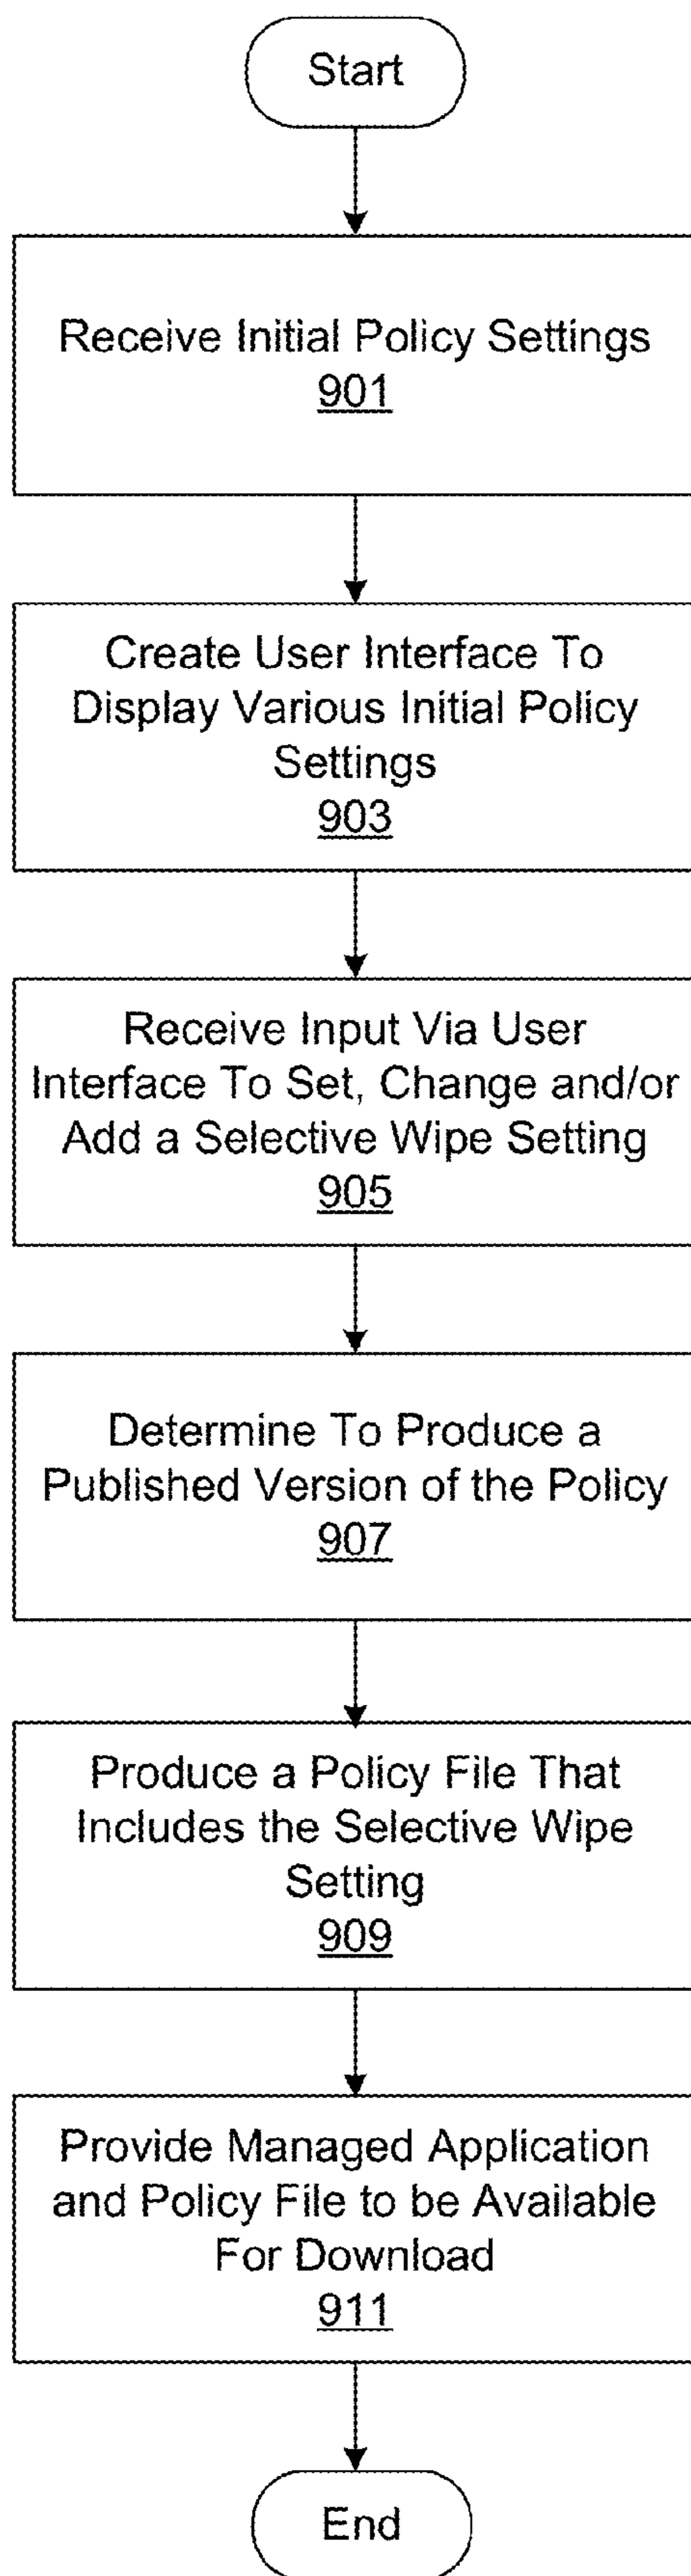 Start
Receive Initial Policy Settings
901
Create User Interface To
Display Various Initial Policy
Settings
903
Receive Input Via User
Interface To Set, Change and/or
Add a Selective Wipe Setting
905
Determine To Produce a
Published Version of the Policy
907
Produce a Policy File That
Includes the Selective Wipe
Setting
909
Provide Managed Application
and Policy File to be Available
For Download
911
End